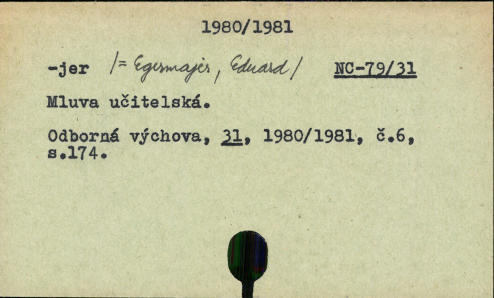 1980/1981
-jer /= Egermajer, Eduard/ NC-79/31
Mluva učitelská.
Odborná výchova, 31, 1980/1981, č.6,
s.174.